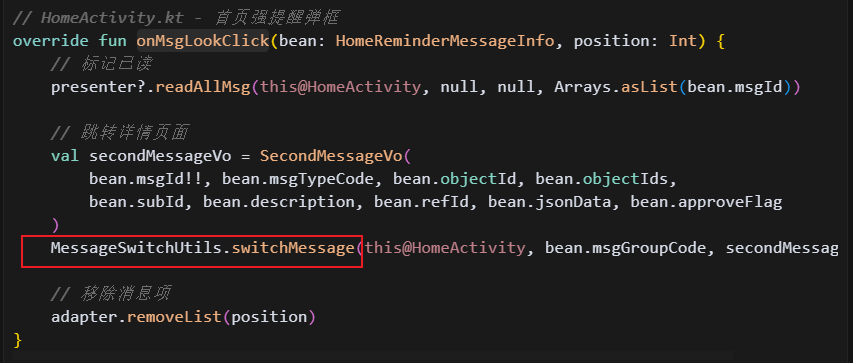 // HomeActivity.kt - 首页强提醒弹框
override fun onMsgLookClick(bean: HomeReminderMessageInfo, position: Int) {
// 标记已读
presenter?.readAllMsg(this@HomeActivity, null, null, Arrays.asList(bean.msgId))
// 跳转详情页面
val secondMessageVo = SecondMessageVo(
bean.msgId!!, bean.msgTypeCode, bean.objectId, bean.objectIds,
bean.subId, bean.description, bean.refId, bean.jsonData, bean.approveFlag
)
MessageSwitchUtils.switchMessage(this@HomeActivity, bean.msgGroupCode, secondMessag
// 移除消息项
adapter.removeList(position)
}